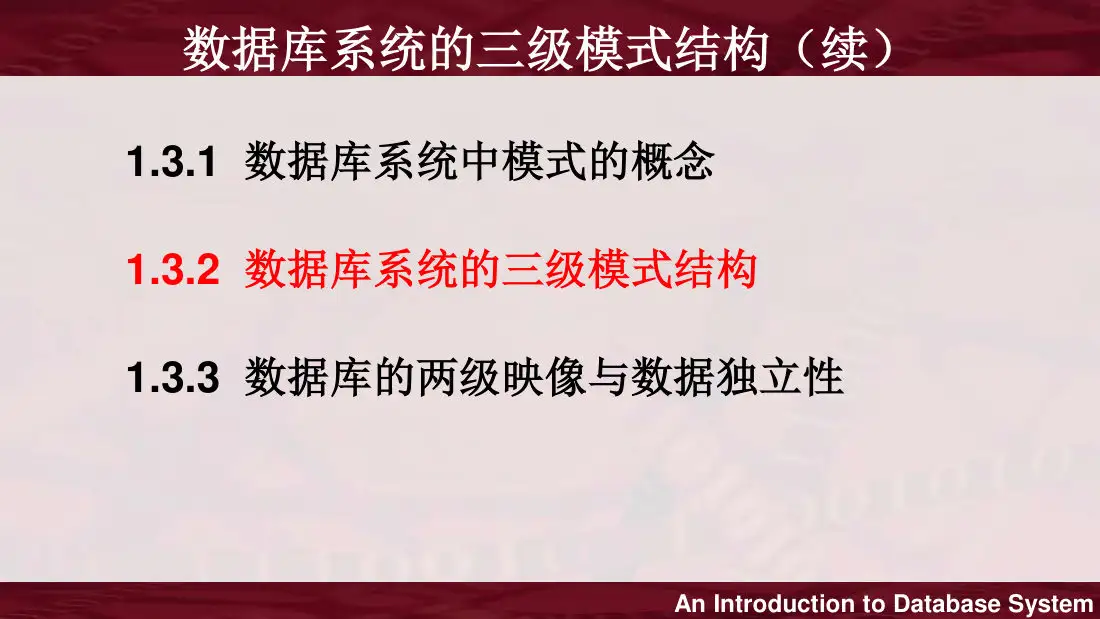 数据库系统的三级模式结构（续）
1.3.1 数据库系统中模式的概念
1.3.2 数据库系统的三级模式结构
1.3.3 数据库的两级映像与数据独立性
An Introduction to Database System